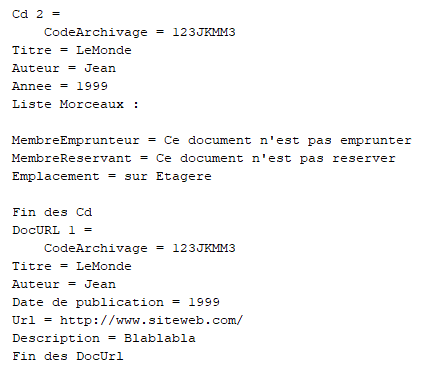 Cd 2 =
    CodeArchivage = 123JKMM3
Titre = LeMonde
Auteur = Jean
Annee = 1999
Liste Morceaux :

MembreEmprunteur = Ce document n'est pas emprunter
MembreReservant = Ce document n'est pas reserver
Emplacement = sur Etagere

Fin des Cd
DocURL 1 =
    CodeArchivage = 123JKMM3
Titre = LeMonde
Auteur = Jean
Date de publication = 1999
Url = http://www.siteweb.com/
Description = Blablabla
Fin des DocUrl